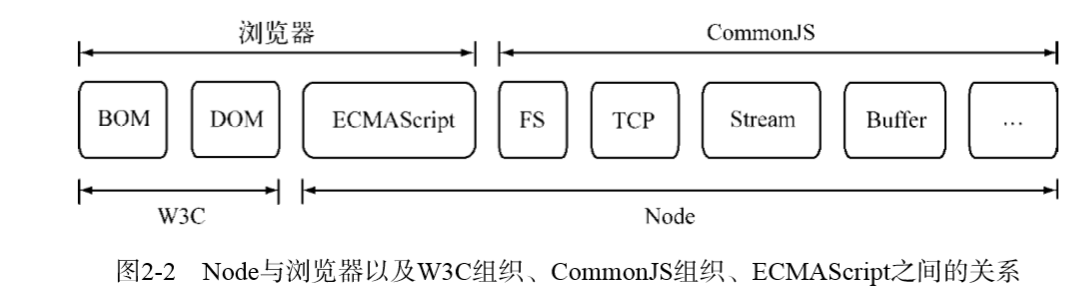 浏览器 CommonJS
BOM DOM ECMAScript FS TCP Stream Buffer …
W3C Node
图2-2 Node与浏览器以及W3C组织、CommonJS组织、ECMAScript之间的关系